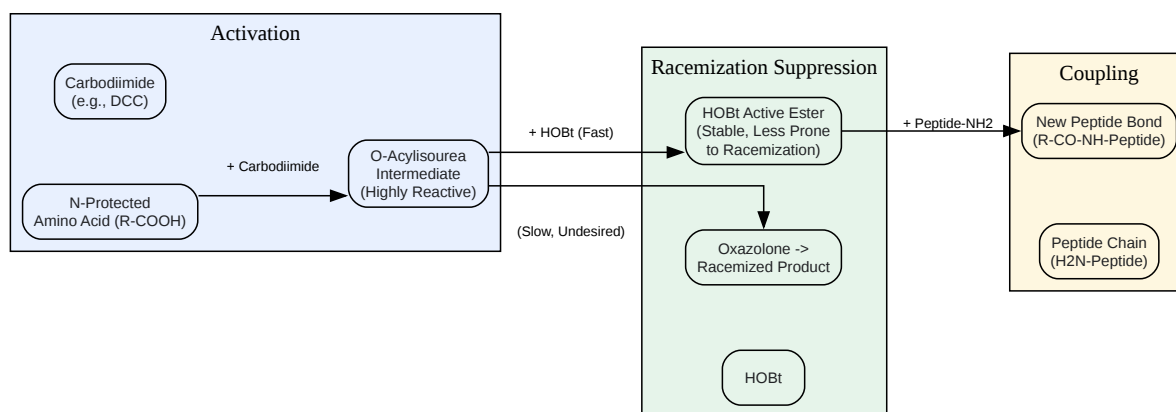 Activation
Carbodiimide
(e.g., DCC)
N-Protected
Amino Acid (R-COOH)
+ Carbodiimide
O-Acylisourea
Intermediate
(Highly Reactive)
+ HOBt (Fast)
(Slow, Undesired)
Racemization Suppression
HOBt Active Ester
(Stable, Less Prone
to Racemization)
Oxazolone ->
Racemized Product
HOBt
+ Peptide-NH2
Coupling
New Peptide Bond
(R-CO-NH-Peptide)
Peptide Chain
(H2N-Peptide)